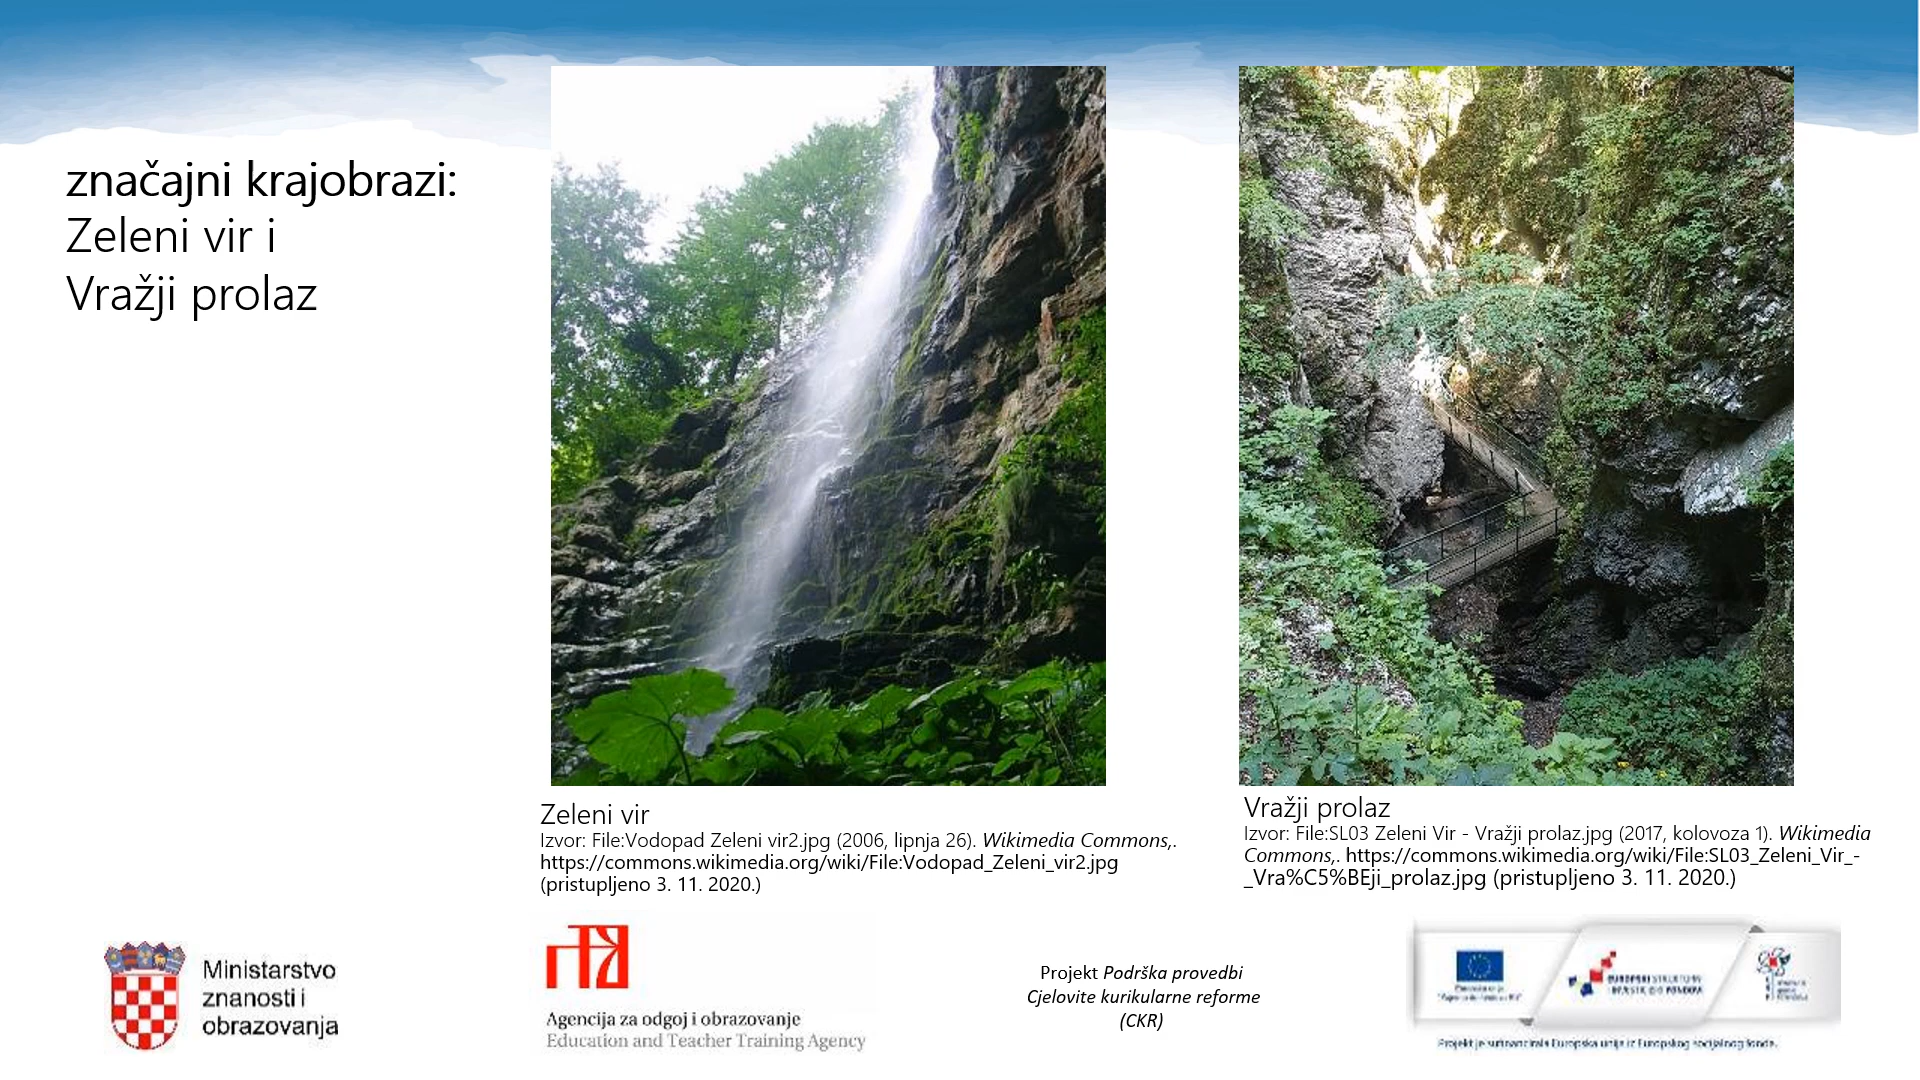 značajni krajobrazi:
Zeleni vir i
Vražji prolaz
Zeleni vir
Izvor: File:Vodopad Zeleni vir2.jpg (2006, lipnja 26). Wikimedia Commons,.
https://commons.wikimedia.org/wiki/File:Vodopad_Zeleni_vir2.jpg
(pristupljeno 3. 11. 2020.)
Vražji prolaz
Izvor: File:SL03 Zeleni Vir - Vražji prolaz.jpg (2017, kolovoza 1). Wikimedia
Commons,. https://commons.wikimedia.org/wiki/File:SL03_Zeleni_Vir_-
_Vra%C5%BEji_prolaz.jpg (pristupljeno 3. 11. 2020.)
Ministarstvo
znanosti i
obrazovanja
Agencija za odgoj i obrazovanje
Education and Teacher Training Agency
Projekt Podrška provedbi
Cjelovite kurikularne reforme
(CKR)
EUROPSKI STRUKTURNI
I INVESTICIJSKI FONDOVI
Projekt je sufinancirala Europska unija iz Europskog socijalnog fonda.